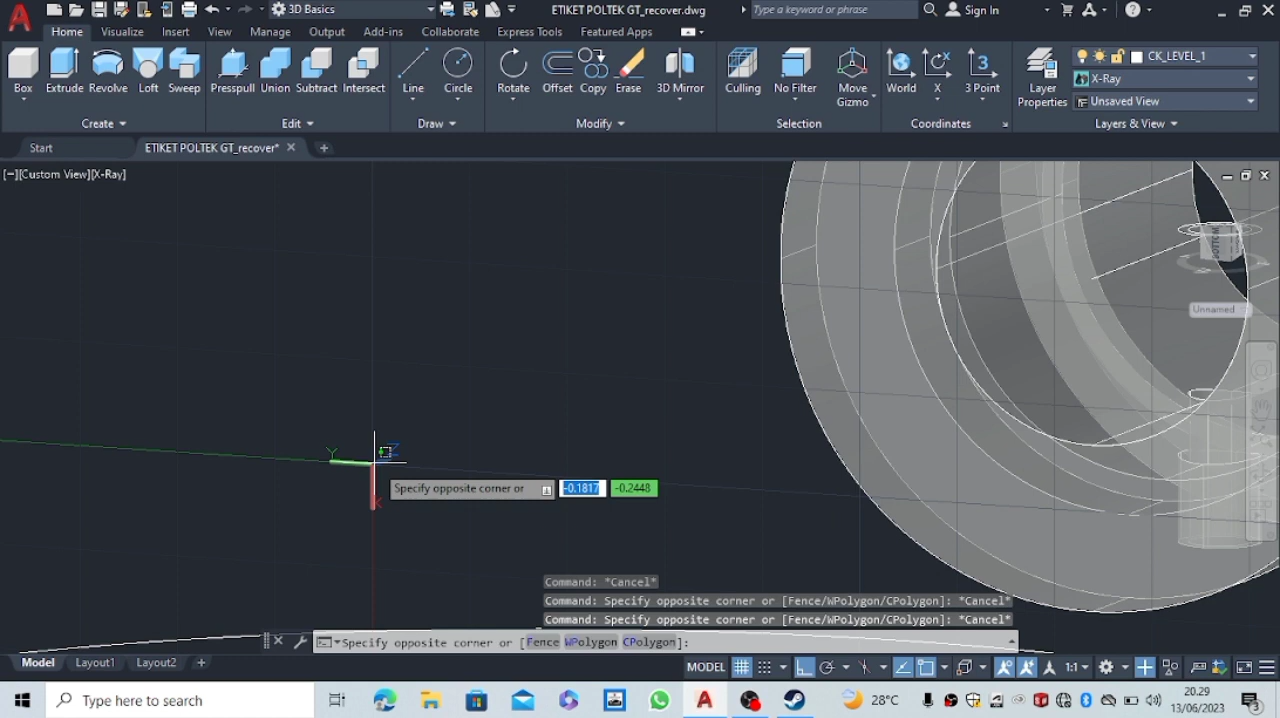 3D Basics
ETIKET POLTEK GT_recover.dwg
Type a keyword or phrase
Sign In
Home Visualize Insert View Manage Output Add-ins Collaborate Express Tools Featured Apps
Box Extrude Revolve Loft Sweep
Presspull Union Subtract Intersect
Line Circle
Rotate Offset Copy Erase 3D Mirror
Culling No Filter Move
Gizmo
World X 3 Point
Layer
Properties
CK_LEVEL_1
X-Ray
Unsaved View
Create Edit Draw Modify Selection Coordinates Layers & View
Start
ETIKET POLTEK GT_recover*
[−][Custom View][X-Ray]
BOTTOM
Unnamed
Y
Z
X
Specify opposite corner or
-0.1817
-0.2448
Command: *Cancel*
Command: Specify opposite corner or [Fence/WPolygon/CPolygon]: *Cancel*
Command: Specify opposite corner or [Fence/WPolygon/CPolygon]: *Cancel*
Specify opposite corner or [Fence WPolygon CPolygon]:
Model Layout1 Layout2
MODEL
1:1
Type here to search
28°C
20.29
13/06/2023
3